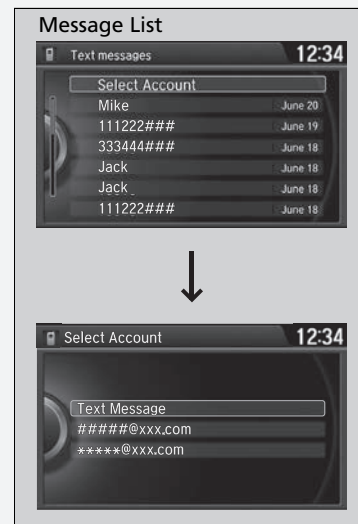 Message List
Text messages 12:34
Select Account
Mike June 20
111222### June 19
333444### June 18
Jack June 18
Jack June 18
111222### June 18
Select Account 12:34
Text Message
#####@xxx.com
*****@xxx.com